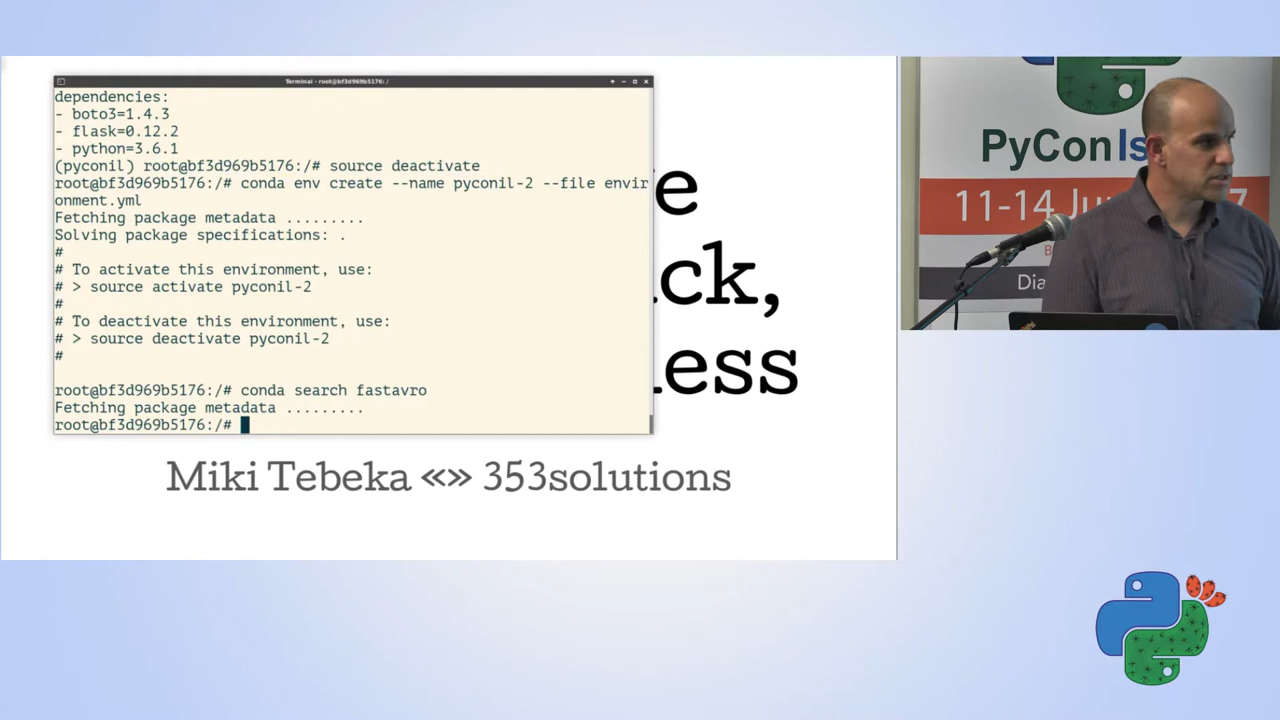 Terminal - root@bf3d969b5176: /
dependencies:
- boto3=1.4.3
- flask=0.12.2
- python=3.6.1
(pyconil) root@bf3d969b5176:/# source deactivate
root@bf3d969b5176:/# conda env create --name pyconil-2 --file envir
onment.yml
Fetching package metadata .........
Solving package specifications: .
#
# To activate this environment, use:
# > source activate pyconil-2
#
# To deactivate this environment, use:
# > source deactivate pyconil-2
#
root@bf3d969b5176:/# conda search fastavro
Fetching package metadata .........
root@bf3d969b5176:/#
e
ck,
ess
Miki Tebeka «» 353solutions
PyCon Is
11-14 Ju 7
Dia